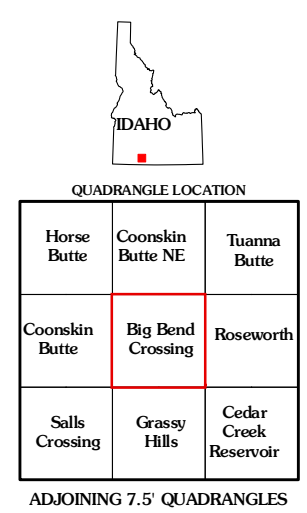 IDAHO
QUADRANGLE LOCATION
Horse
Butte
Coonskin
Butte NE
Tuanna
Butte
Coonskin
Butte
Big Bend
Crossing
Roseworth
Salls
Crossing
Grassy
Hills
Cedar
Creek
Reservoir
ADJOINING 7.5' QUADRANGLES